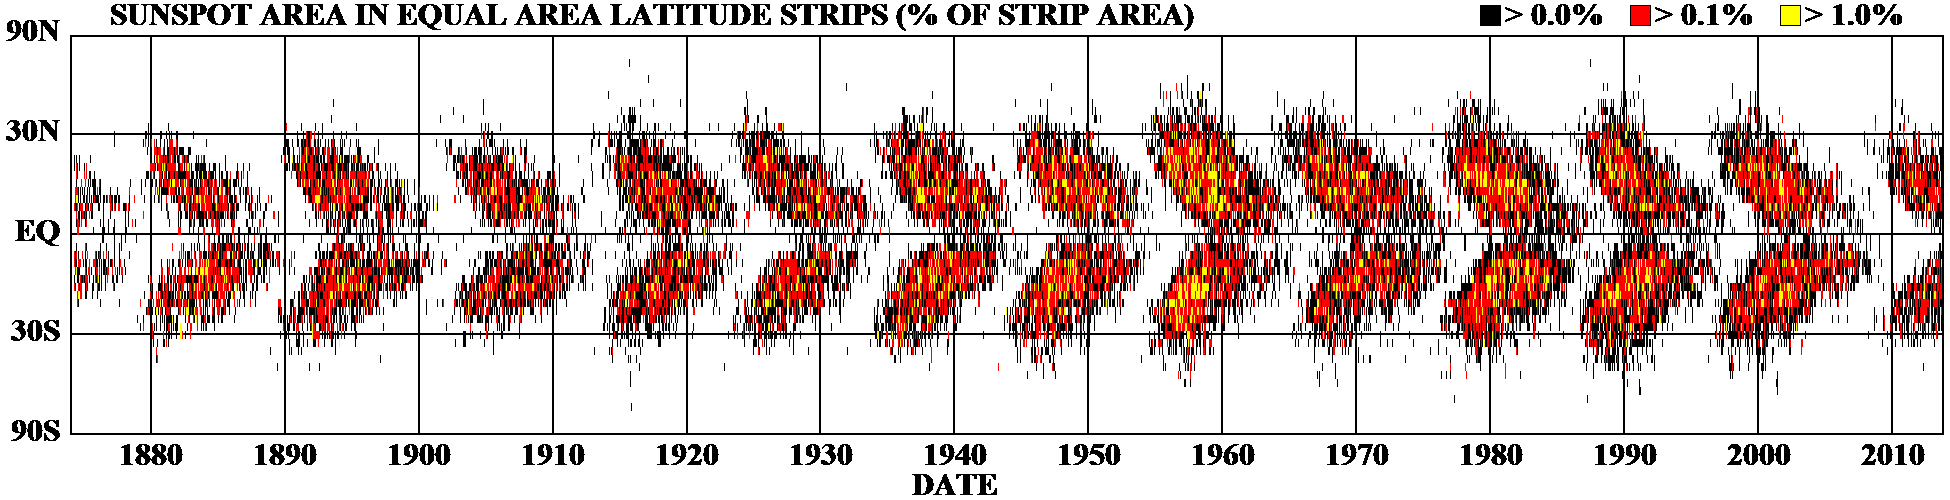 SUNSPOT AREA IN EQUAL AREA LATITUDE STRIPS (% OF STRIP AREA) > 0.0% > 0.1% > 1.0%
90N
30N
EQ
30S
90S
1880 1890 1900 1910 1920 1930 1940 1950 1960 1970 1980 1990 2000 2010
DATE